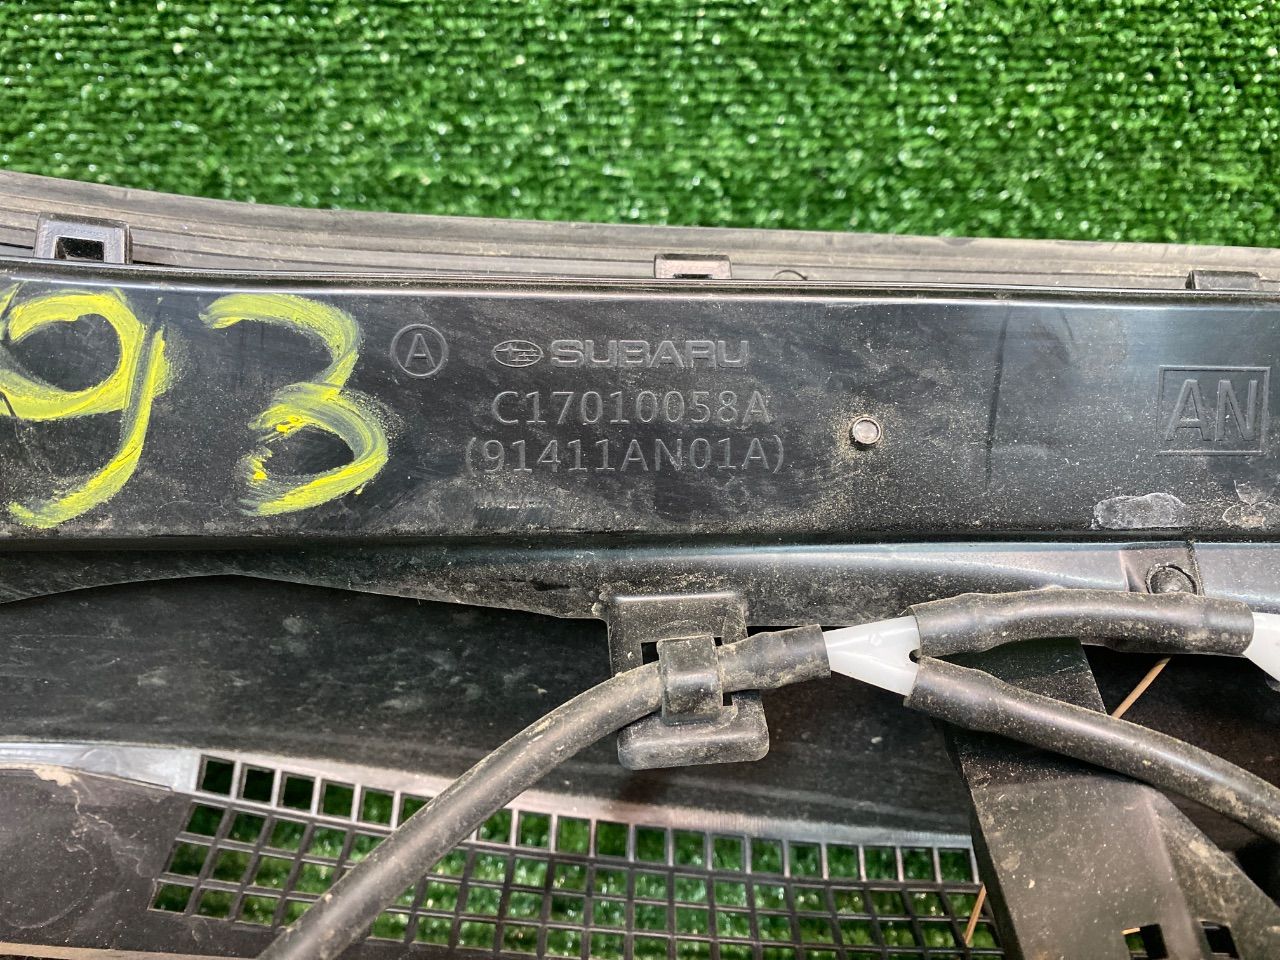 93
A
SUBARU
C17010058A
(91411AN01A)
AN